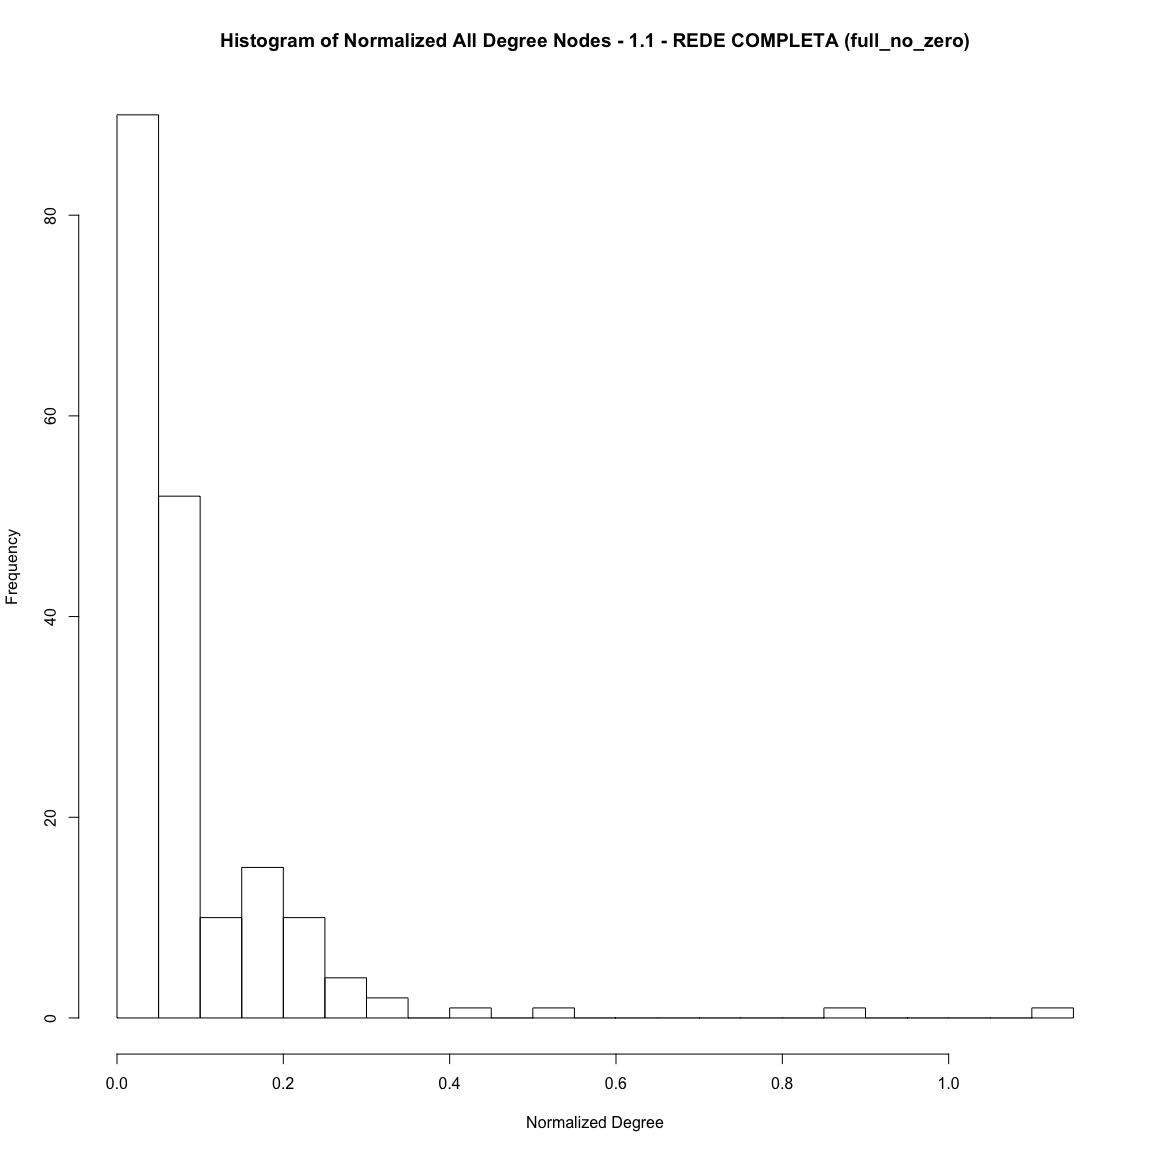 Histogram of Normalized All Degree Nodes - 1.1 - REDE COMPLETA (full_no_zero)
80
60
40
20
0
Frequency
0.0 0.2 0.4 0.6 0.8 1.0
Normalized Degree